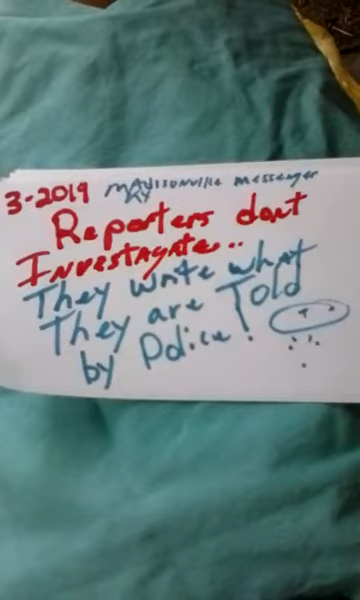 3-2019 MADisonville messenger
KY
Reporters dont
Investagate..
They write what
They are Told
by Police!